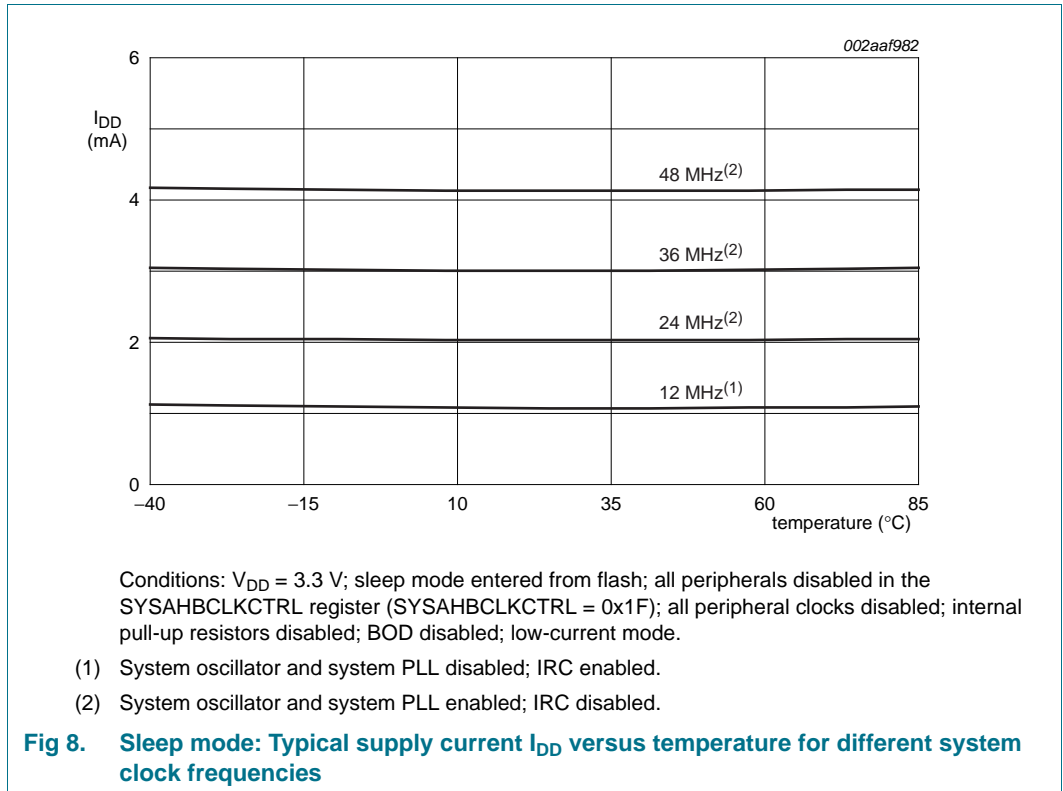 002aaf982
6
I_DD
(mA)
48 MHz(2)
4
36 MHz(2)
24 MHz(2)
2
12 MHz(1)
0
−40 −15 10 35 60 85
temperature (°C)
Conditions: V_DD = 3.3 V; sleep mode entered from flash; all peripherals disabled in the
SYSAHBCLKCTRL register (SYSAHBCLKCTRL = 0x1F); all peripheral clocks disabled; internal
pull-up resistors disabled; BOD disabled; low-current mode.
(1) System oscillator and system PLL disabled; IRC enabled.
(2) System oscillator and system PLL enabled; IRC disabled.
Fig 8. Sleep mode: Typical supply current I_DD versus temperature for different system
clock frequencies